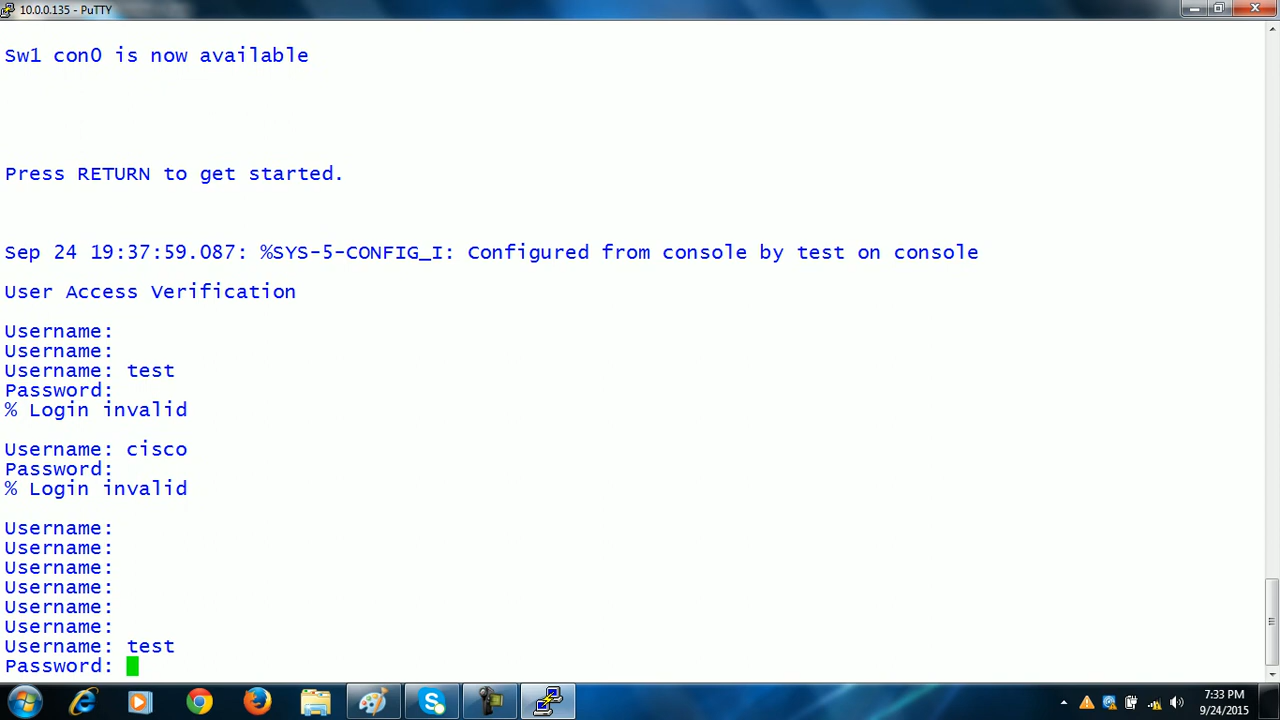 10.0.0.135 - PuTTY
Sw1 con0 is now available
Press RETURN to get started.
Sep 24 19:37:59.087: %SYS-5-CONFIG_I: Configured from console by test on console
User Access Verification
Username:
Username:
Username: test
Password:
% Login invalid
Username: cisco
Password:
% Login invalid
Username:
Username:
Username:
Username:
Username:
Username:
Username: test
Password:
7:33 PM
9/24/2015